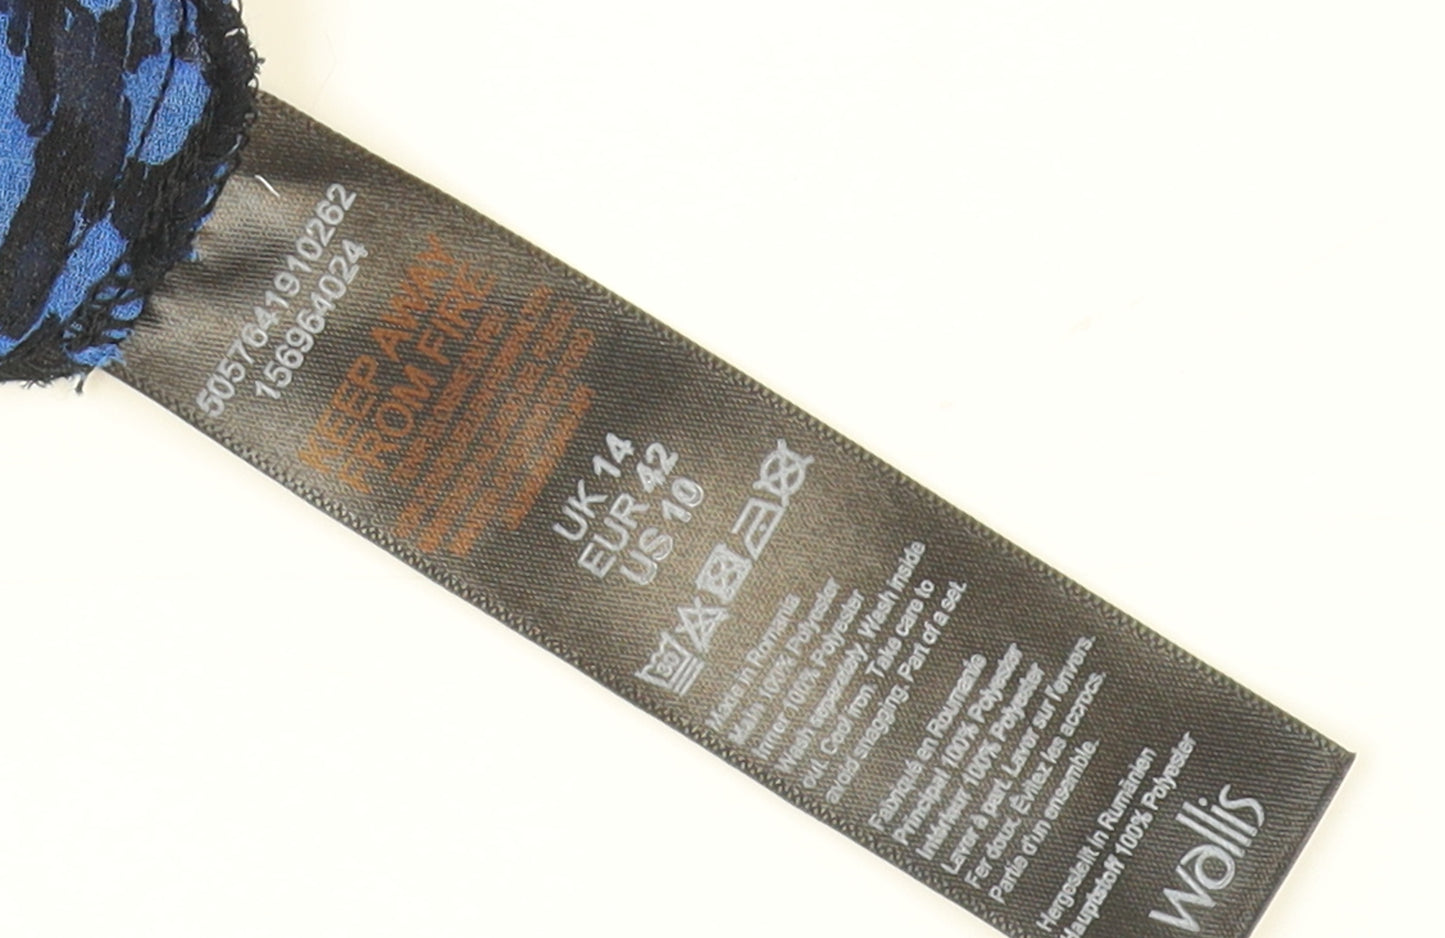 5057641910262
156964024
KEEP AWAY
FROM FIRE
UK 14
EUR 42
US 10
30
Made in Romania
Main 100% Polyester
Inner 100% Polyester
Wash separately. Wash inside
out. Cool iron. Take care to
avoid snagging. Part of a set.
Fabriqué en Roumanie
Principal 100% Polyester
Intérieur 100% Polyester
Laver à part. Laver sur l'envers.
Fer doux. Évitez les accrocs.
Partie d'un ensemble.
Hergestellt in Rumänien
Hauptstoff 100% Polyester
wallis